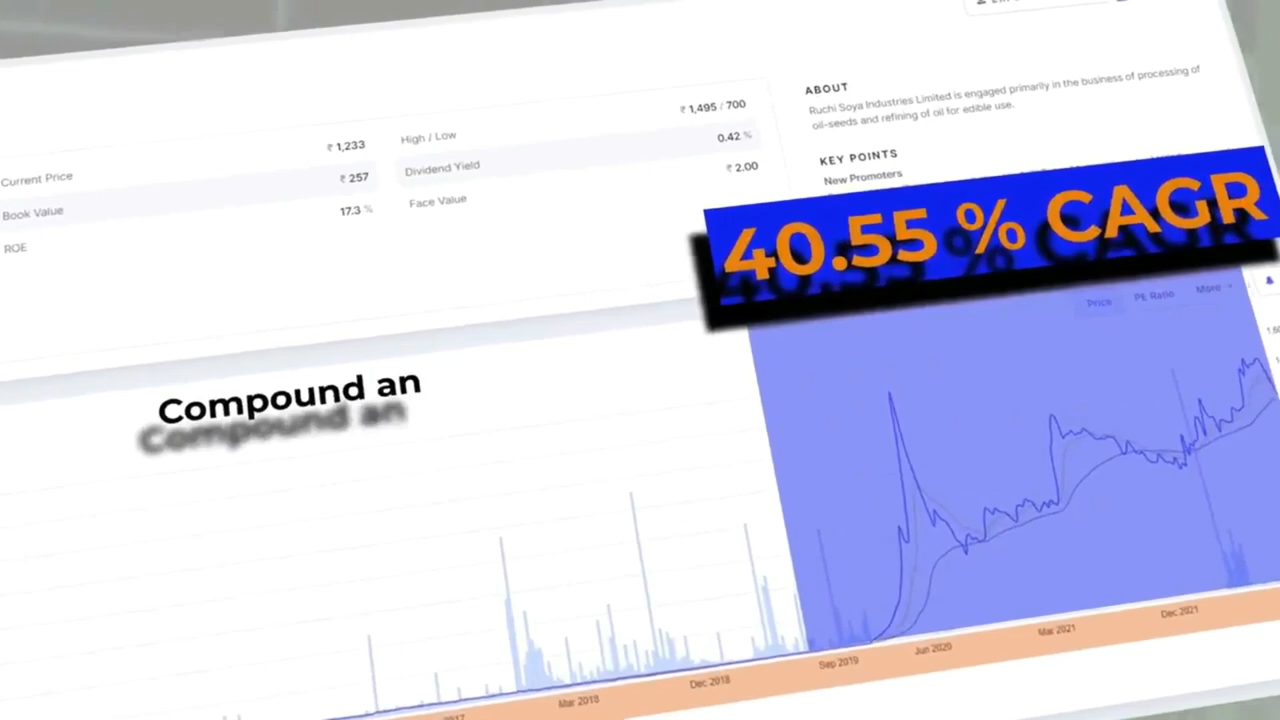 ABOUT
Ruchi Soya Industries Limited is engaged primarily in the business of processing of
oil-seeds and refining of oil for edible use.
KEY POINTS
New Promoters
Current Price ₹ 1,233
High / Low ₹ 1,495 / 700
Book Value ₹ 257
Dividend Yield 0.42 %
ROE 17.3 %
Face Value ₹ 2.00
40.55 % CAGR
Price PE Ratio More
Compound an
2017 Mar 2018 Dec 2018 Sep 2019 Jun 2020 Mar 2021 Dec 2021